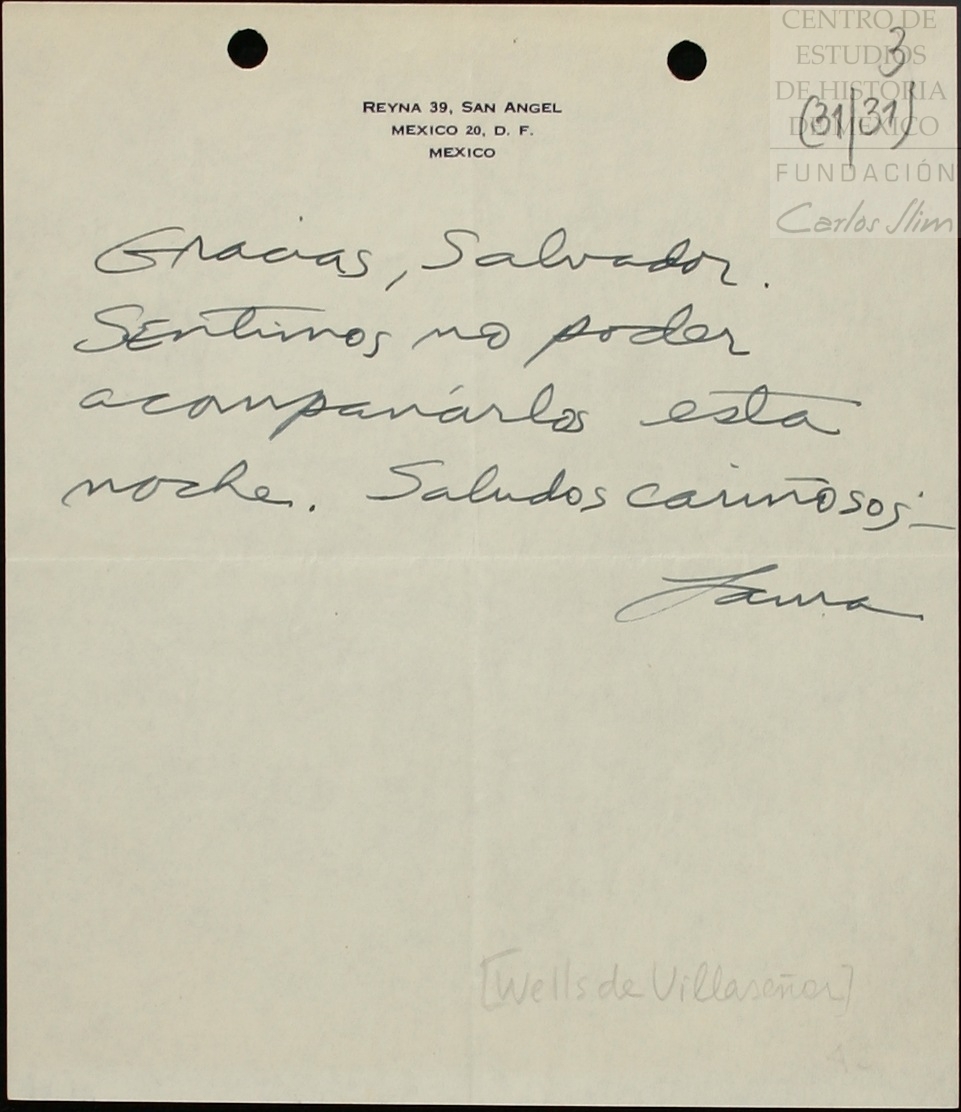 CENTRO DE
ESTUDIOS
DE HISTORIA
DE MÉXICO
FUNDACIÓN
Carlos Slim
3
(31/31)
REYNA 39, SAN ANGEL
MEXICO 20, D. F.
MEXICO
Gracias, Salvador.
Sentimos no poder
acompanárlos esta
noche. Saludos cariñosos–
Laura
[Wells de Villaseñor]